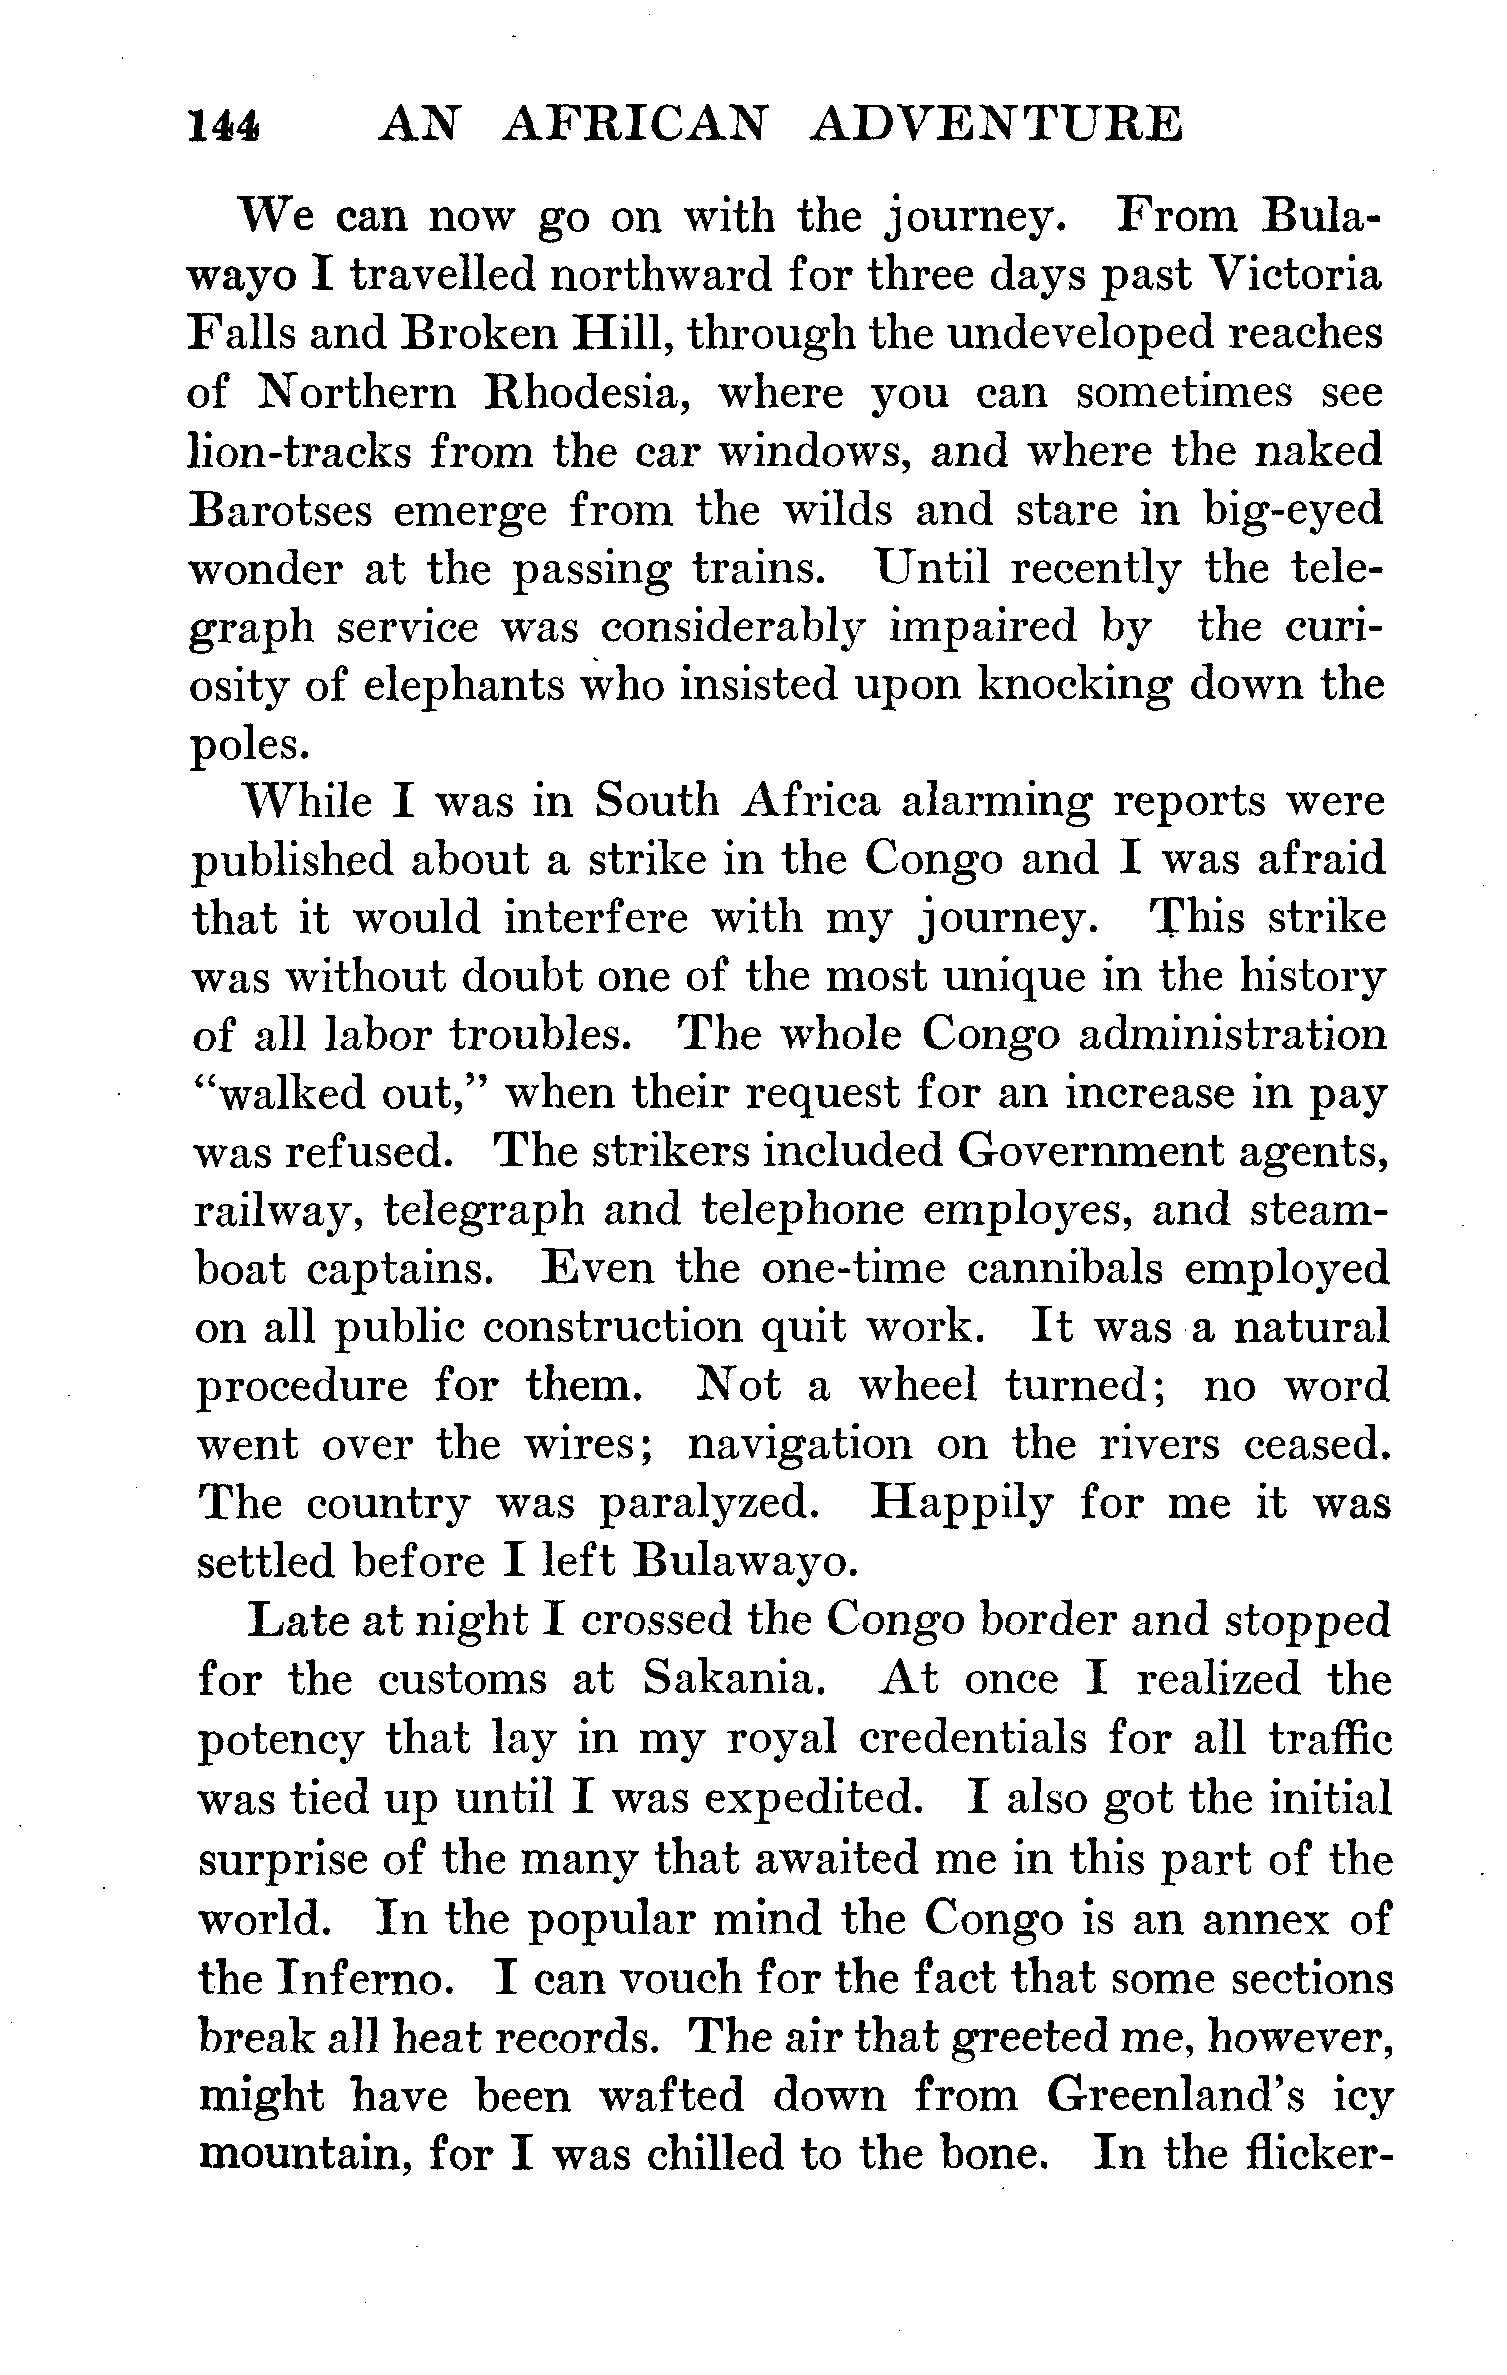 144 AN AFRICAN ADVENTURE
We can now go on with the journey. From Bula-
wayo I travelled northward for three days past Victoria
Falls and Broken Hill, through the undeveloped reaches
of Northern Rhodesia, where you can sometimes see
lion-tracks from the car windows, and where the naked
Barotses emerge from the wilds and stare in big-eyed
wonder at the passing trains. Until recently the tele-
graph service was considerably impaired by the curi-
osity of elephants who insisted upon knocking down the
poles.
While I was in South Africa alarming reports were
published about a strike in the Congo and I was afraid
that it would interfere with my journey. This strike
was without doubt one of the most unique in the history
of all labor troubles. The whole Congo administration
“walked out,” when their request for an increase in pay
was refused. The strikers included Government agents,
railway, telegraph and telephone employes, and steam-
boat captains. Even the one-time cannibals employed
on all public construction quit work. It was a natural
procedure for them. Not a wheel turned; no word
went over the wires; navigation on the rivers ceased.
The country was paralyzed. Happily for me it was
settled before I left Bulawayo.
Late at night I crossed the Congo border and stopped
for the customs at Sakania. At once I realized the
potency that lay in my royal credentials for all traffic
was tied up until I was expedited. I also got the initial
surprise of the many that awaited me in this part of the
world. In the popular mind the Congo is an annex of
the Inferno. I can vouch for the fact that some sections
break all heat records. The air that greeted me, however,
might have been wafted down from Greenland’s icy
mountain, for I was chilled to the bone. In the flicker-